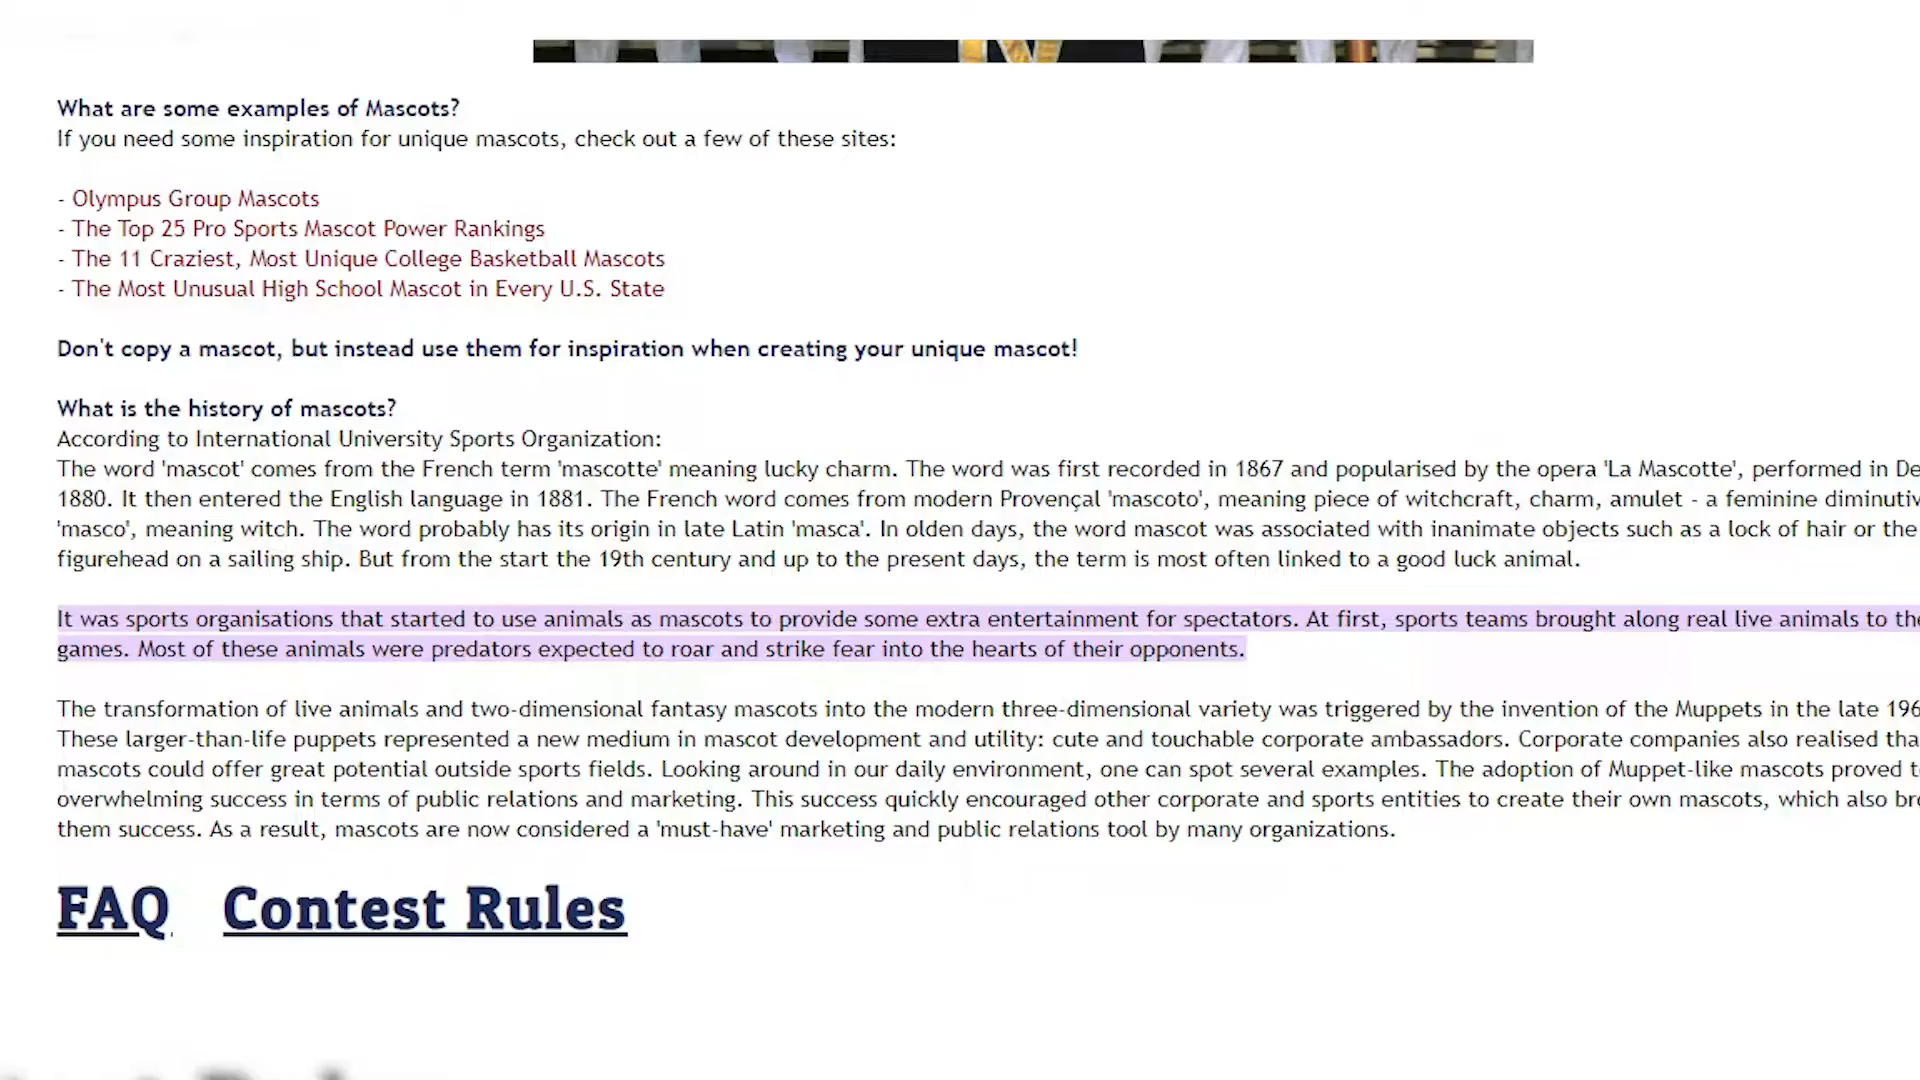 What are some examples of Mascots?
If you need some inspiration for unique mascots, check out a few of these sites:
- Olympus Group Mascots
- The Top 25 Pro Sports Mascot Power Rankings
- The 11 Craziest, Most Unique College Basketball Mascots
- The Most Unusual High School Mascot in Every U.S. State
Don't copy a mascot, but instead use them for inspiration when creating your unique mascot!
What is the history of mascots?
According to International University Sports Organization:
The word 'mascot' comes from the French term 'mascotte' meaning lucky charm. The word was first recorded in 1867 and popularised by the opera 'La Mascotte', performed in De
1880. It then entered the English language in 1881. The French word comes from modern Provençal 'mascoto', meaning piece of witchcraft, charm, amulet - a feminine diminutiv
'masco', meaning witch. The word probably has its origin in late Latin 'masca'. In olden days, the word mascot was associated with inanimate objects such as a lock of hair or the
figurehead on a sailing ship. But from the start the 19th century and up to the present days, the term is most often linked to a good luck animal.
It was sports organisations that started to use animals as mascots to provide some extra entertainment for spectators. At first, sports teams brought along real live animals to the
games. Most of these animals were predators expected to roar and strike fear into the hearts of their opponents.
The transformation of live animals and two-dimensional fantasy mascots into the modern three-dimensional variety was triggered by the invention of the Muppets in the late 196
These larger-than-life puppets represented a new medium in mascot development and utility: cute and touchable corporate ambassadors. Corporate companies also realised tha
mascots could offer great potential outside sports fields. Looking around in our daily environment, one can spot several examples. The adoption of Muppet-like mascots proved t
overwhelming success in terms of public relations and marketing. This success quickly encouraged other corporate and sports entities to create their own mascots, which also bro
them success. As a result, mascots are now considered a 'must-have' marketing and public relations tool by many organizations.
FAQ Contest Rules